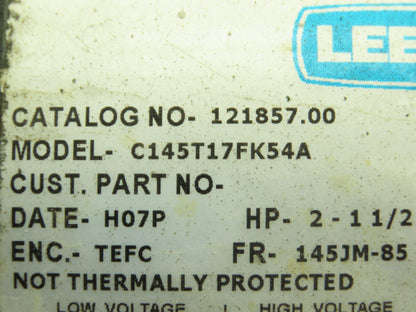 LEE
CATALOG NO- 121857.00
MODEL- C145T17FK54A
CUST. PART NO-
DATE- H07P HP- 2 - 1 1/2
ENC.- TEFC FR- 145JM-85
NOT THERMALLY PROTECTED
LOW VOLTAGE HIGH VOLTAGE